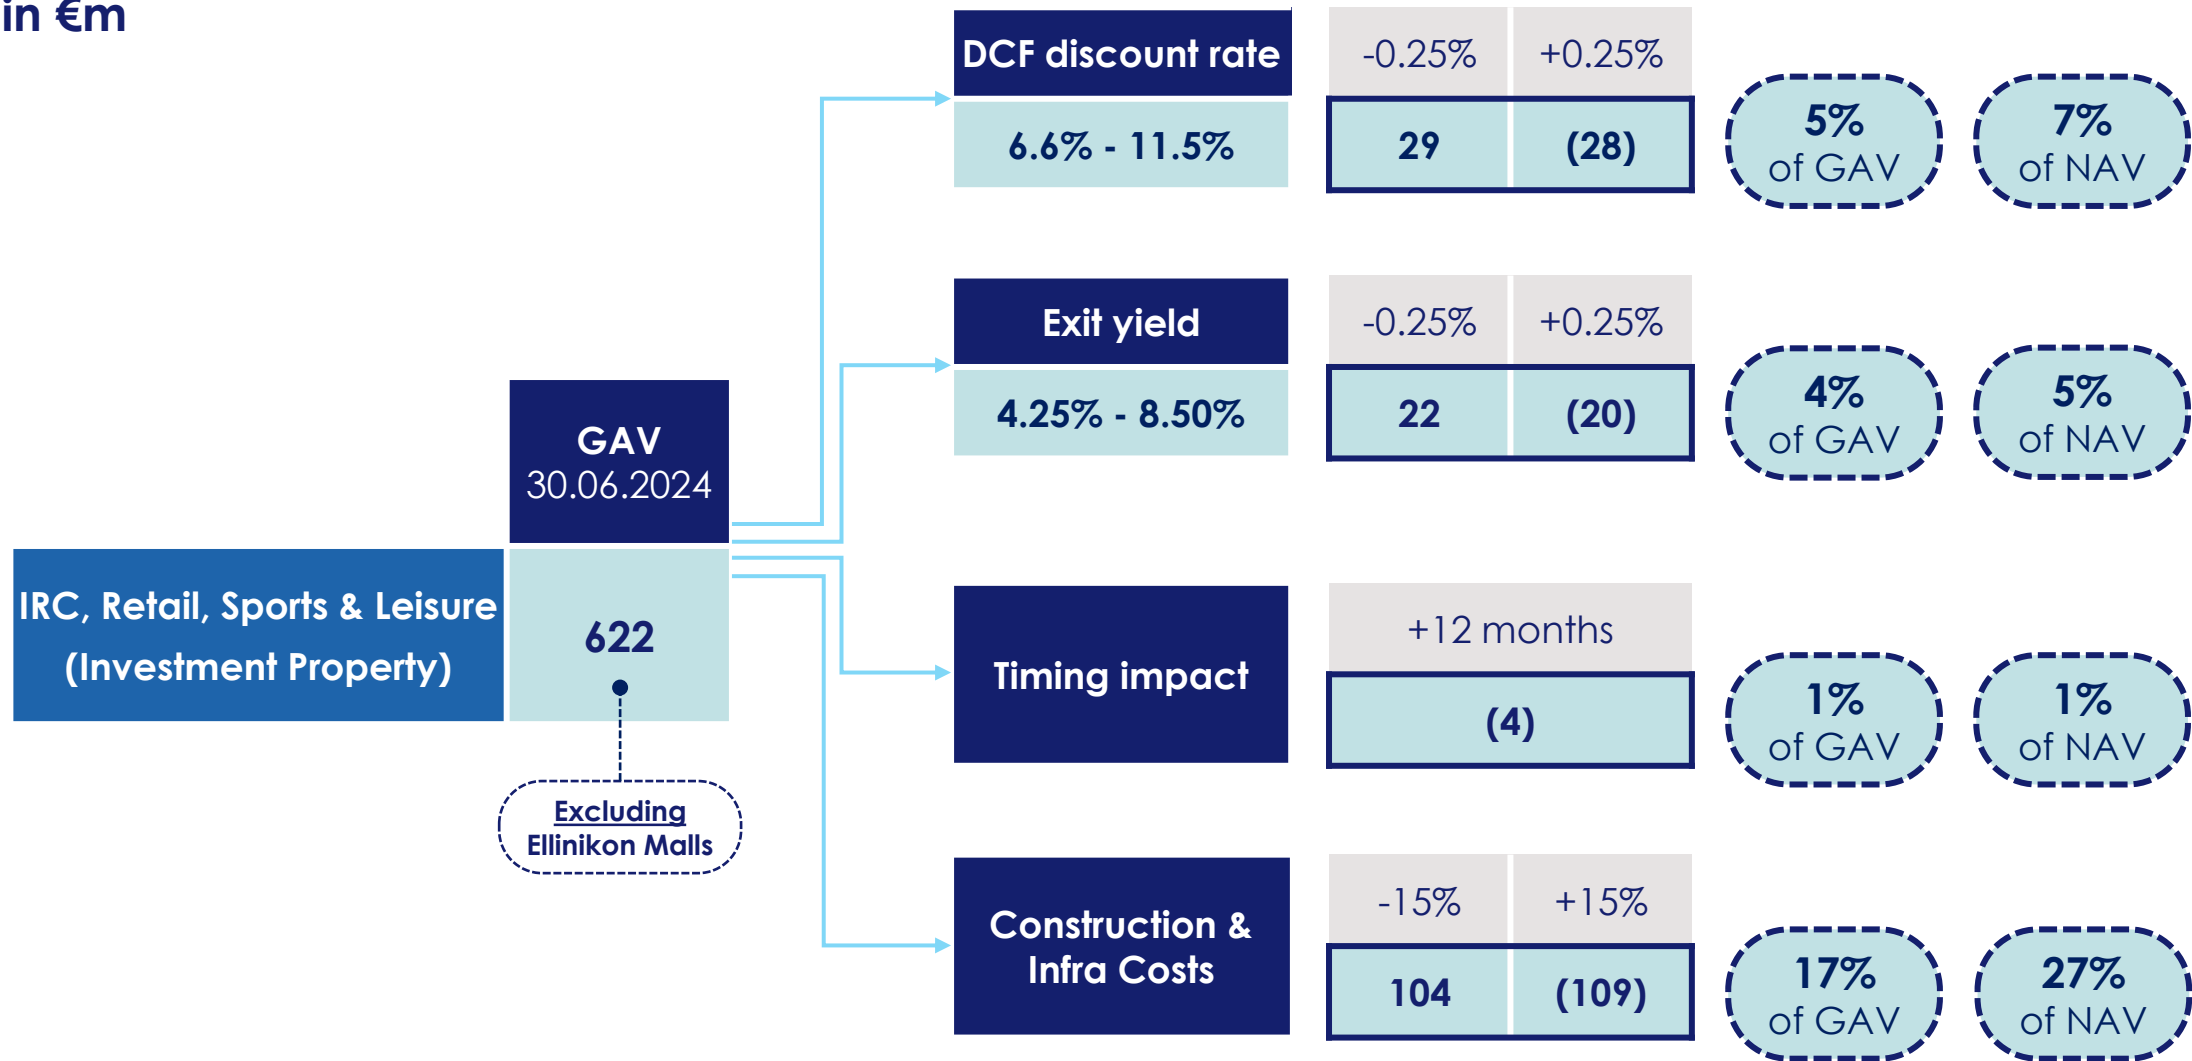 in €m
DCF discount rate
-0.25%
+0.25%
6.6% - 11.5%
29
(28)
5%
of GAV
7%
of NAV
Exit yield
-0.25%
+0.25%
4.25% - 8.50%
22
(20)
4%
of GAV
5%
of NAV
GAV
30.06.2024
IRC, Retail, Sports & Leisure
(Investment Property)
622
Excluding
Ellinikon Malls
Timing impact
+12 months
(4)
1%
of GAV
1%
of NAV
Construction &
Infra Costs
-15%
+15%
104
(109)
17%
of GAV
27%
of NAV